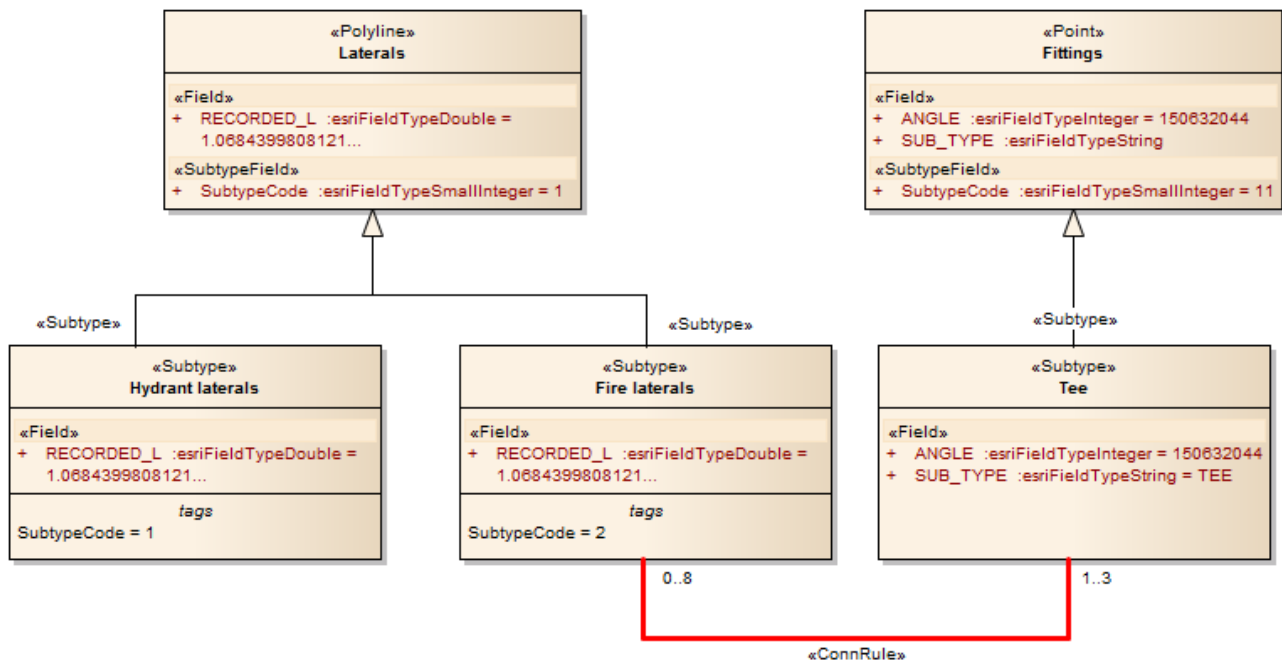 «Polyline»
Laterals
«Field»
+ RECORDED_L :esriFieldTypeDouble =
1.0684399808121...
«SubtypeField»
+ SubtypeCode :esriFieldTypeSmallInteger = 1
«Point»
Fittings
«Field»
+ ANGLE :esriFieldTypeInteger = 150632044
+ SUB_TYPE :esriFieldTypeString
«SubtypeField»
+ SubtypeCode :esriFieldTypeSmallInteger = 11
«Subtype»
«Subtype»
«Subtype»
«Subtype»
Hydrant laterals
«Field»
+ RECORDED_L :esriFieldTypeDouble =
1.0684399808121...
tags
SubtypeCode = 1
«Subtype»
Fire laterals
«Field»
+ RECORDED_L :esriFieldTypeDouble =
1.0684399808121...
tags
SubtypeCode = 2
«Subtype»
Tee
«Field»
+ ANGLE :esriFieldTypeInteger = 150632044
+ SUB_TYPE :esriFieldTypeString = TEE
0..8
1..3
«ConnRule»